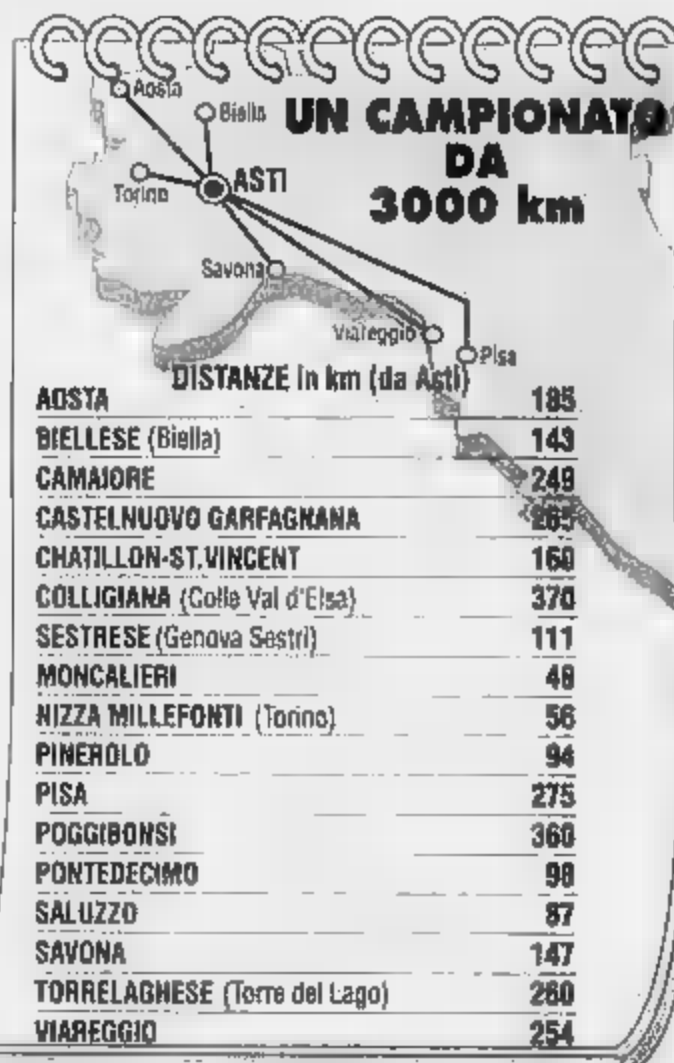 Aosta
Biella
UN CAMPIONATO
DA
3000 km
Torino
ASTI
Savona
Viareggio
Pisa
DISTANZE in km (da Asti)
AOSTA 185
BIELLESE (Biella) 143
CAMAIORE 249
CASTELNUOVO GARFAGNANA 285
CHATILLON-ST.VINCENT 160
COLLIGIANA (Colle Val d'Elsa) 370
SESTRESE (Genova Sestri) 111
MONCALIERI 48
NIZZA MILLEFONTI (Torino) 56
PINEROLO 94
PISA 275
POGGIBONSI 360
PONTEDECIMO 98
SALUZZO 87
SAVONA 147
TORRELAGHESE (Torre del Lago) 260
VIAREGGIO 254